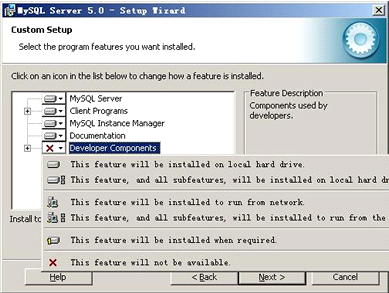 MySQL Server 5.0 - Setup Wizard
Custom Setup
Select the program features you want installed.
Click on an icon in the list below to change how a feature is installed.
MySQL Server
Client Programs
MySQL Instance Manager
Documentation
Developer Components
Feature Description
Components used by
developers.
This feature will be installed on local hard drive.
This feature, and all subfeatures, will be installed on local hard dr
This feature will be installed to run from network.
This feature, and all subfeatures, will be installed to run from the
This feature will be installed when required.
This feature will not be available.
Install to
Help
< Back
Next >
Cancel